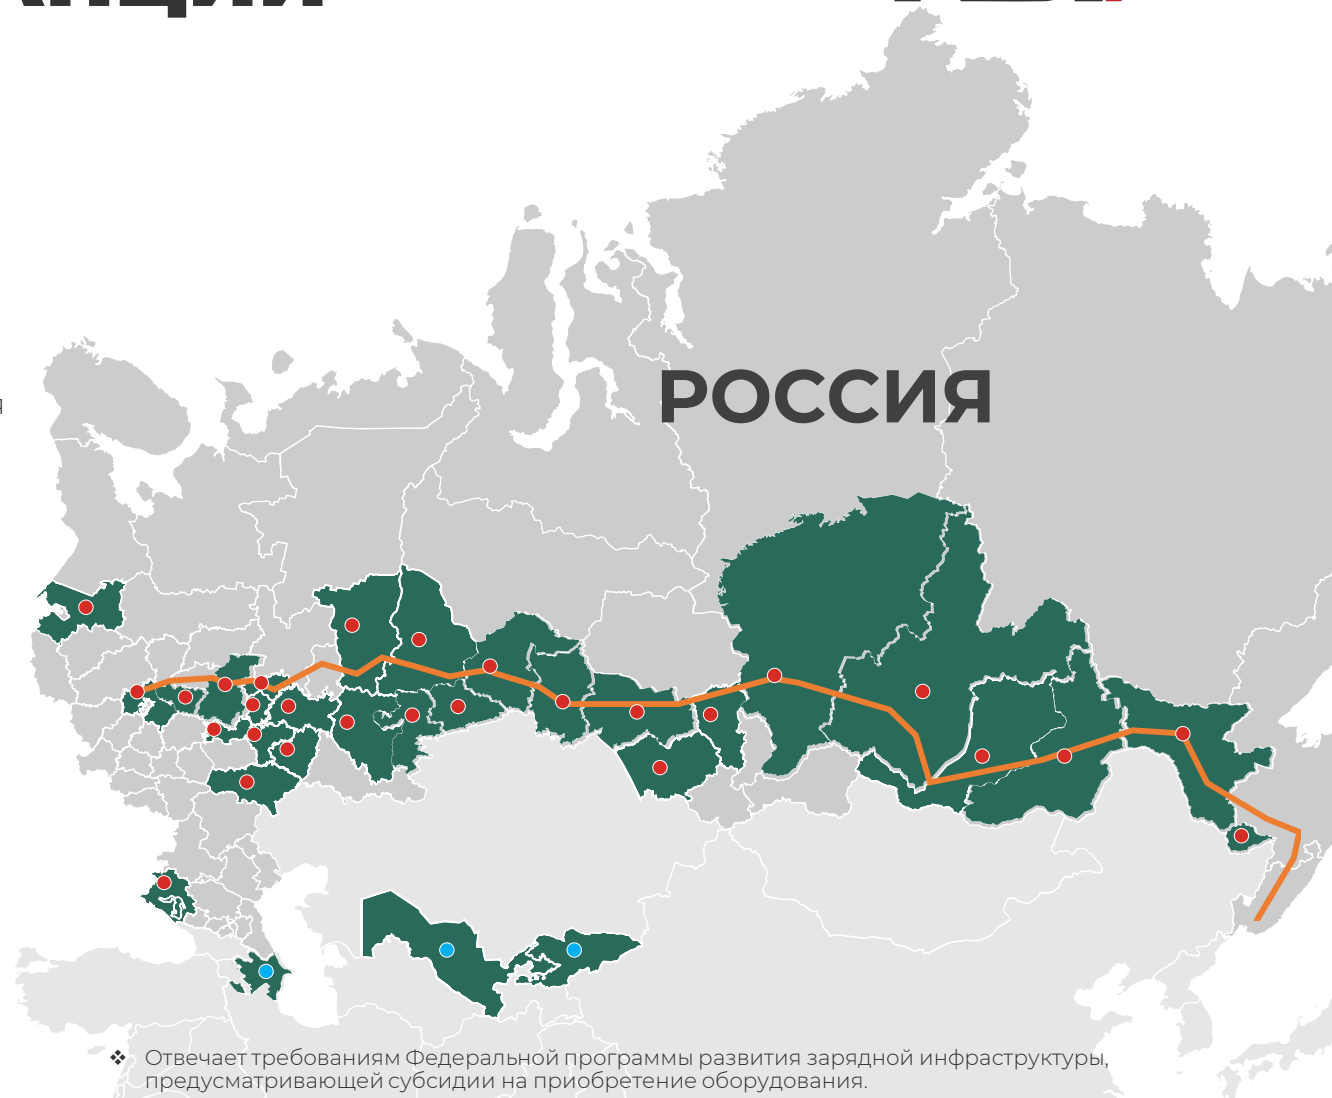 РОССИЯ
❖ Отвечает требованиям Федеральной программы развития зарядной инфраструктуры,
предусматривающей субсидии на приобретение оборудования.